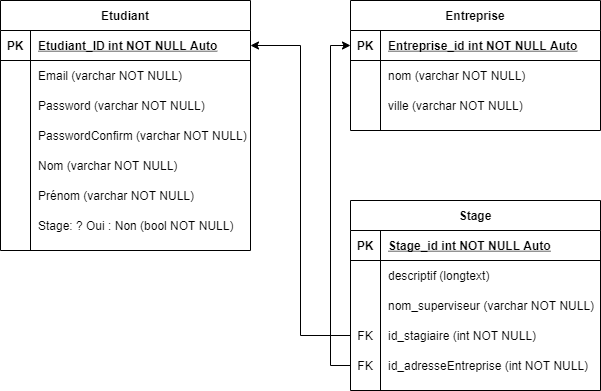 Etudiant
PK Etudiant_ID int NOT NULL Auto
Email (varchar NOT NULL)
Password (varchar NOT NULL)
PasswordConfirm (varchar NOT NULL)
Nom (varchar NOT NULL)
Prénom (varchar NOT NULL)
Stage: ? Oui : Non (bool NOT NULL)
Entreprise
PK Entreprise_id int NOT NULL Auto
nom (varchar NOT NULL)
ville (varchar NOT NULL)
Stage
PK Stage_id int NOT NULL Auto
descriptif (longtext)
nom_superviseur (varchar NOT NULL)
FK id_stagiaire (int NOT NULL)
FK id_adresseEntreprise (int NOT NULL)